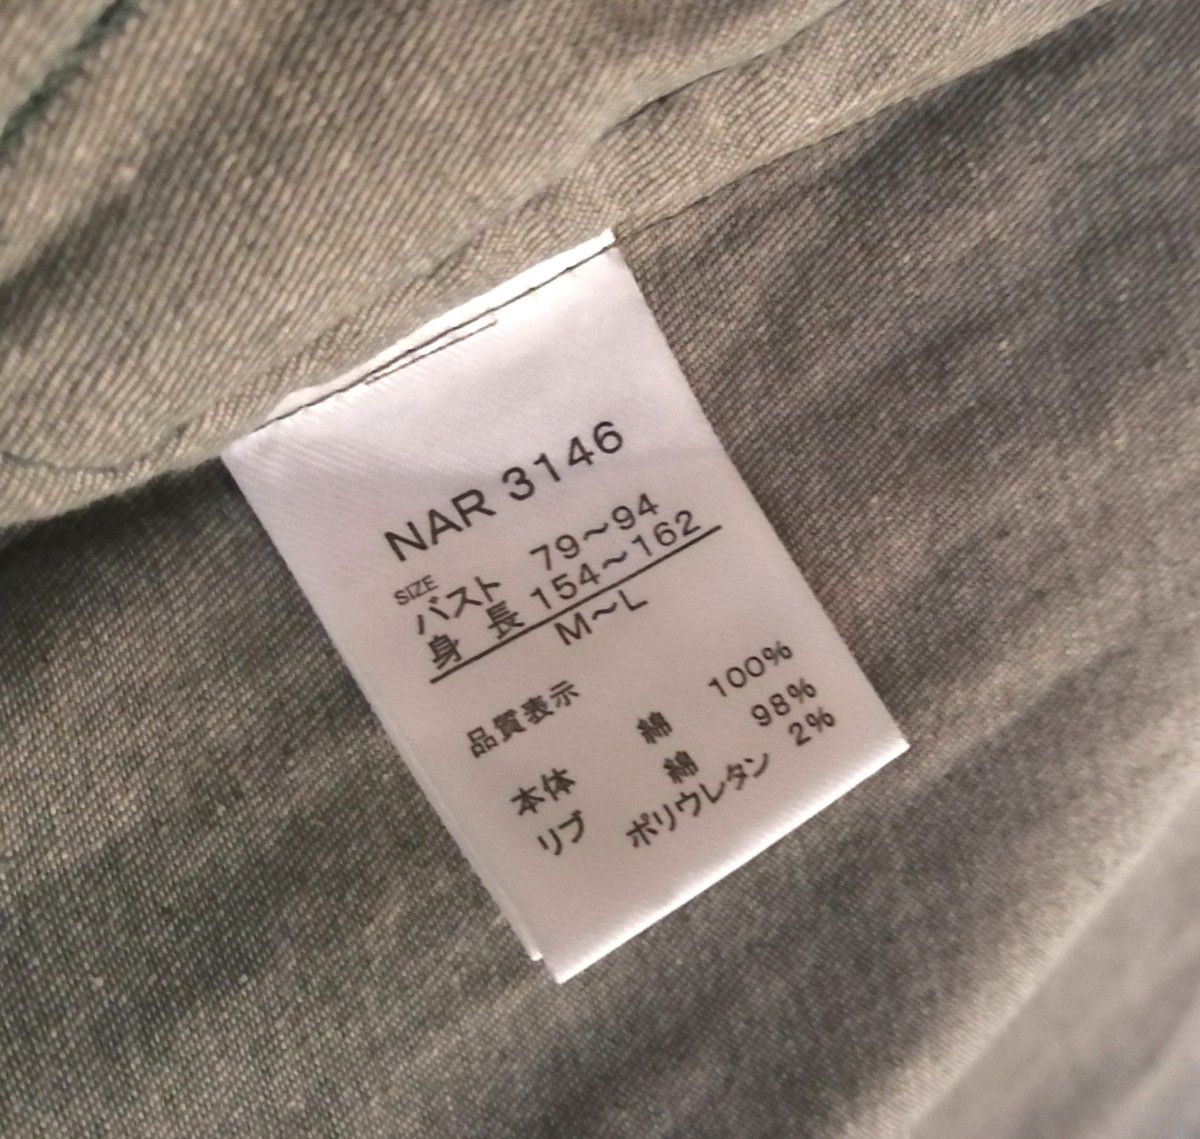 NAR 3146
SIZE
バスト 79～94
身 長 154～162
M～L
品質表示
本体 綿 100%
リブ 綿 98%
ポリウレタン 2%